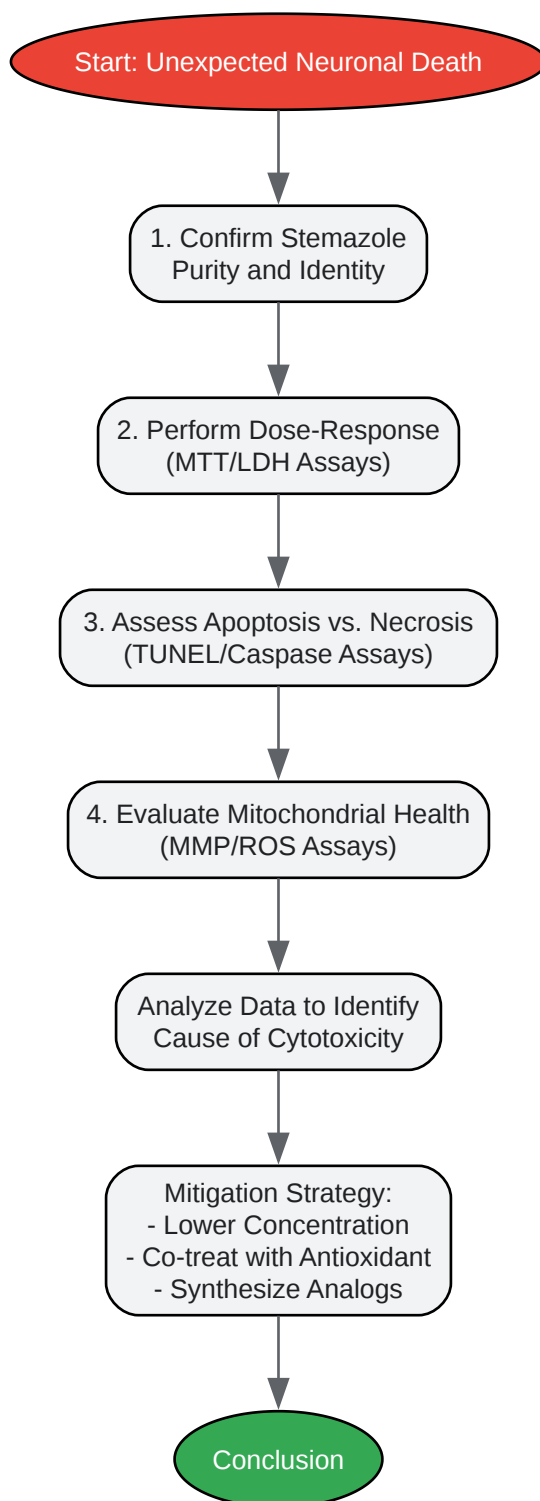 Start: Unexpected Neuronal Death
1. Confirm Stemazole
Purity and Identity
2. Perform Dose-Response
(MTT/LDH Assays)
3. Assess Apoptosis vs. Necrosis
(TUNEL/Caspase Assays)
4. Evaluate Mitochondrial Health
(MMP/ROS Assays)
Analyze Data to Identify
Cause of Cytotoxicity
Mitigation Strategy:
- Lower Concentration
- Co-treat with Antioxidant
- Synthesize Analogs
Conclusion